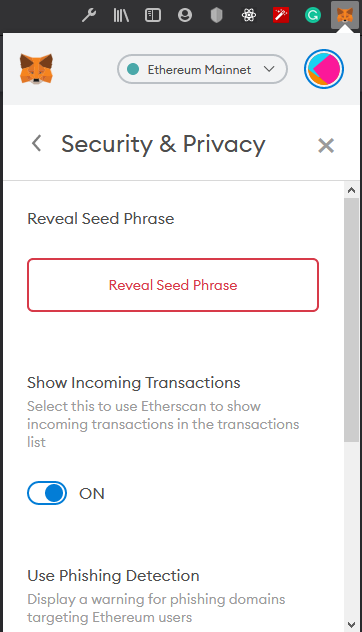 Ethereum Mainnet
Security & Privacy
Reveal Seed Phrase
Reveal Seed Phrase
Show Incoming Transactions
Select this to use Etherscan to show
incoming transactions in the transactions
list
ON
Use Phishing Detection
Display a warning for phishing domains
targeting Ethereum users